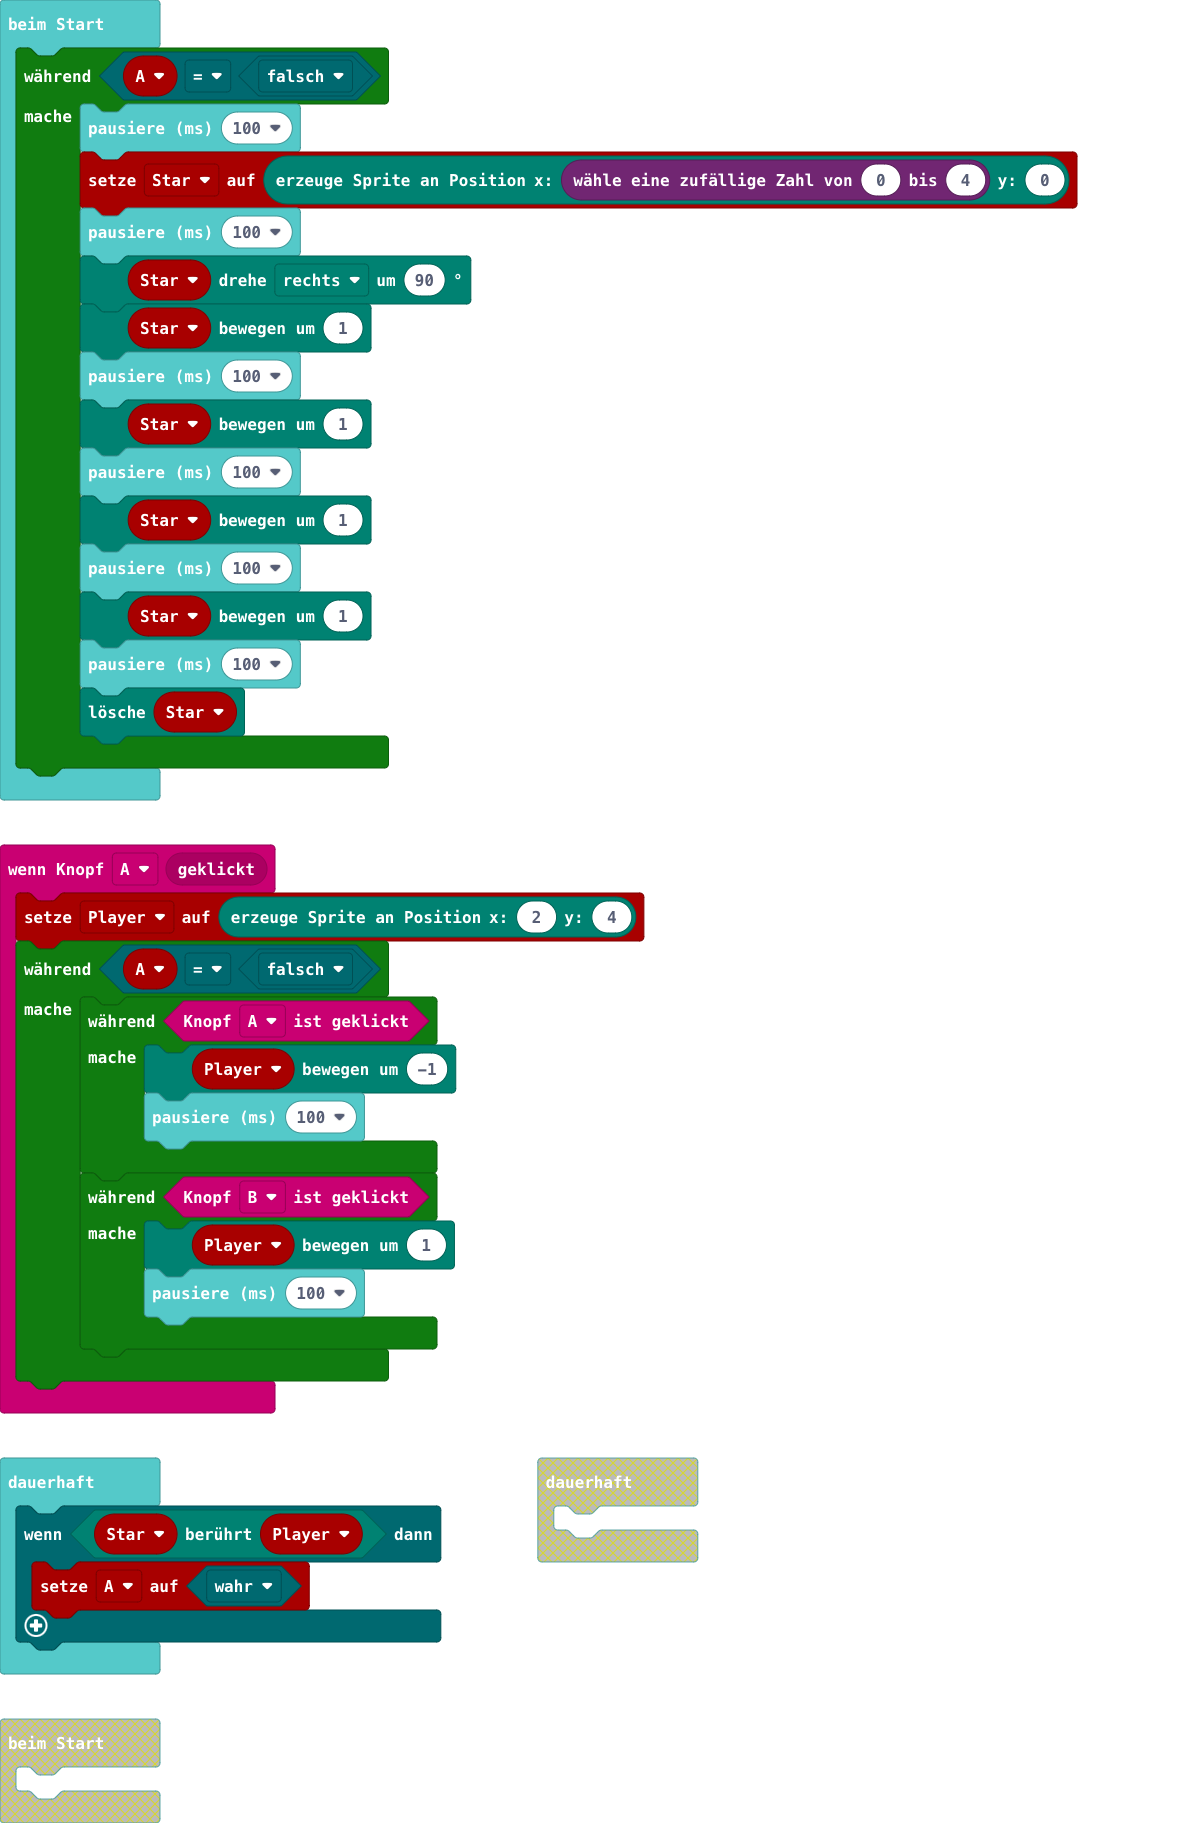 beim Start
während A = falsch
mache
pausiere (ms) 100
setze Star auf erzeuge Sprite an Position x: wähle eine zufällige Zahl von 0 bis 4 y: 0
pausiere (ms) 100
Star drehe rechts um 90 °
Star bewegen um 1
pausiere (ms) 100
Star bewegen um 1
pausiere (ms) 100
Star bewegen um 1
pausiere (ms) 100
Star bewegen um 1
pausiere (ms) 100
lösche Star
wenn Knopf A geklickt
setze Player auf erzeuge Sprite an Position x: 2 y: 4
während A = falsch
mache
während Knopf A ist geklickt
mache
Player bewegen um −1
pausiere (ms) 100
während Knopf B ist geklickt
mache
Player bewegen um 1
pausiere (ms) 100
dauerhaft
wenn Star berührt Player dann
setze A auf wahr
dauerhaft
beim Start